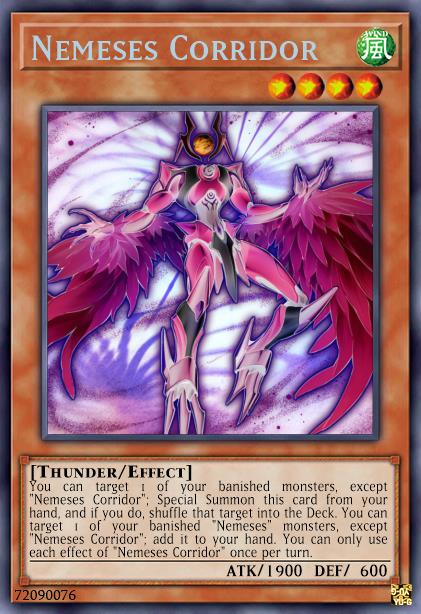 Nemeses Corridor
WIND
風
[Thunder/Effect]
You can target 1 of your banished monsters, except
"Nemeses Corridor"; Special Summon this card from your
hand, and if you do, shuffle that target into the Deck. You can
target 1 of your banished "Nemeses" monsters, except
"Nemeses Corridor"; add it to your hand. You can only use
each effect of "Nemeses Corridor" once per turn.
ATK/1900 DEF/ 600
72090076